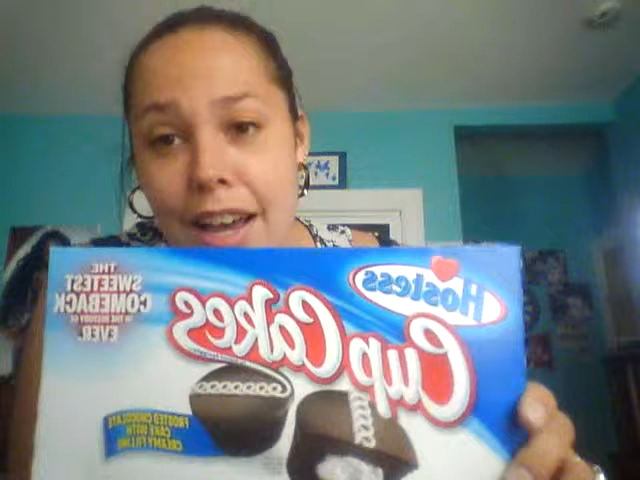 Hostess
Cup Cakes
THE
SWEETEST
COMEBACK
IN THE HISTORY OF
EVER.
FROSTED CHOCOLATE
CAKE WITH
CREAMY FILLING